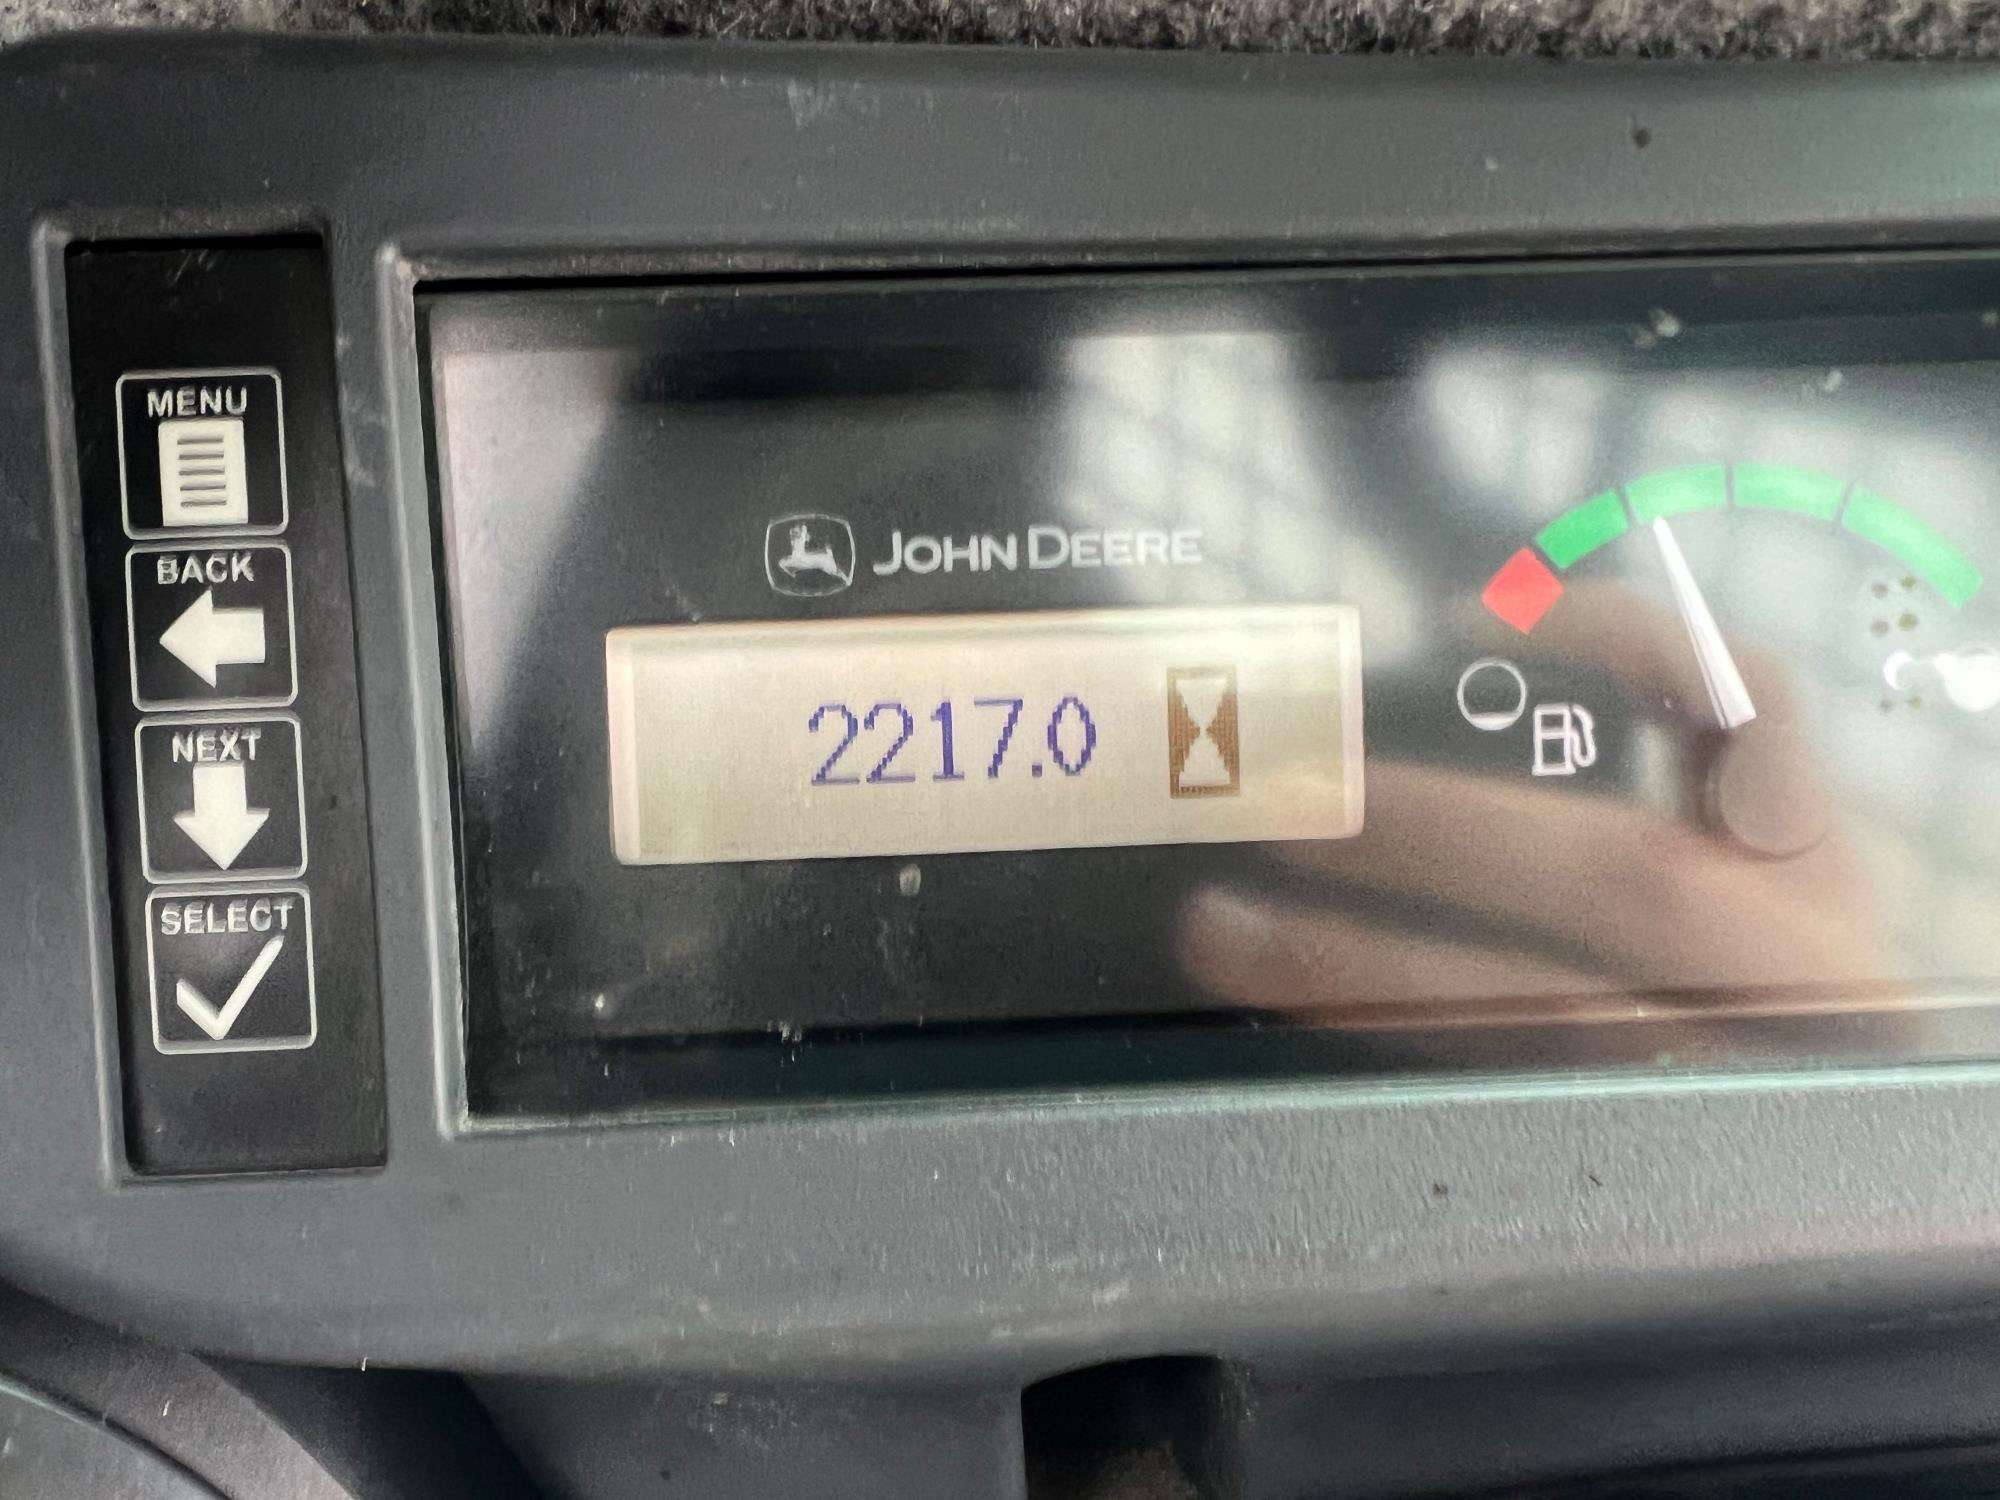 MENU
BACK
NEXT
SELECT
JOHN DEERE
2217.0